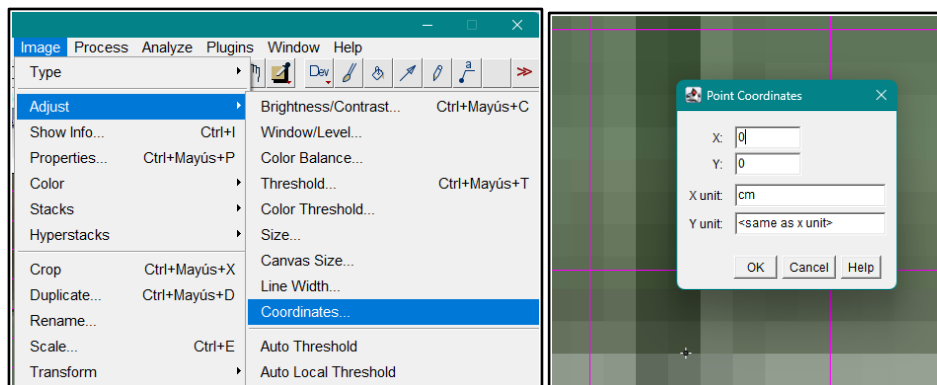 Image Process Analyze Plugins Window Help
Type
Dev
a
>>
Adjust
Show Info... Ctrl+I
Properties... Ctrl+Mayús+P
Color
Stacks
Hyperstacks
Crop Ctrl+Mayús+X
Duplicate... Ctrl+Mayús+D
Rename...
Scale... Ctrl+E
Transform
Brightness/Contrast... Ctrl+Mayús+C
Window/Level...
Color Balance...
Threshold... Ctrl+Mayús+T
Color Threshold...
Size...
Canvas Size...
Line Width...
Coordinates...
Auto Threshold
Auto Local Threshold
Point Coordinates
X: 0
Y: 0
X unit: cm
Y unit: <same as x unit>
OK Cancel Help